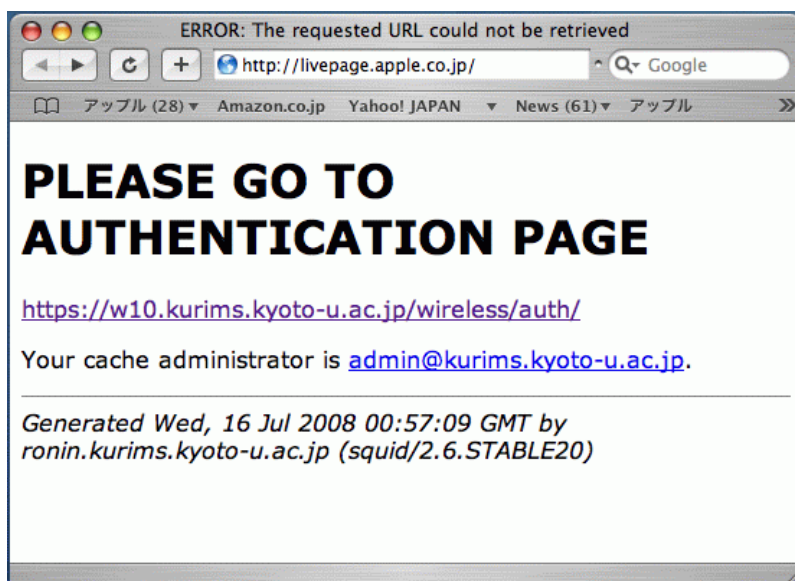 ERROR: The requested URL could not be retrieved
http://livepage.apple.co.jp/
Google
アップル (28) Amazon.co.jp Yahoo! JAPAN News (61) アップル
PLEASE GO TO
AUTHENTICATION PAGE
https://w10.kurims.kyoto-u.ac.jp/wireless/auth/
Your cache administrator is admin@kurims.kyoto-u.ac.jp.
Generated Wed, 16 Jul 2008 00:57:09 GMT by
ronin.kurims.kyoto-u.ac.jp (squid/2.6.STABLE20)